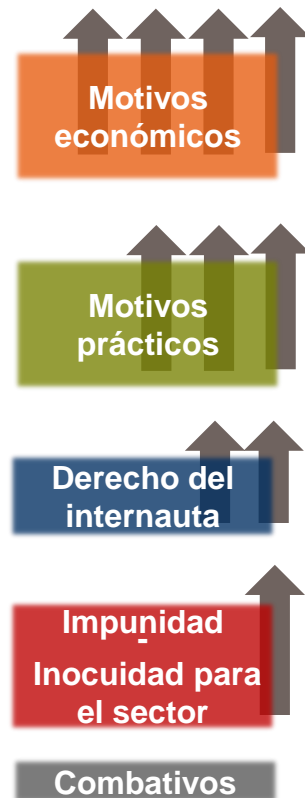 Motivos
económicos
Motivos
prácticos
Derecho del
internauta
Impunidad
-
Inocuidad para
el sector
Combativos